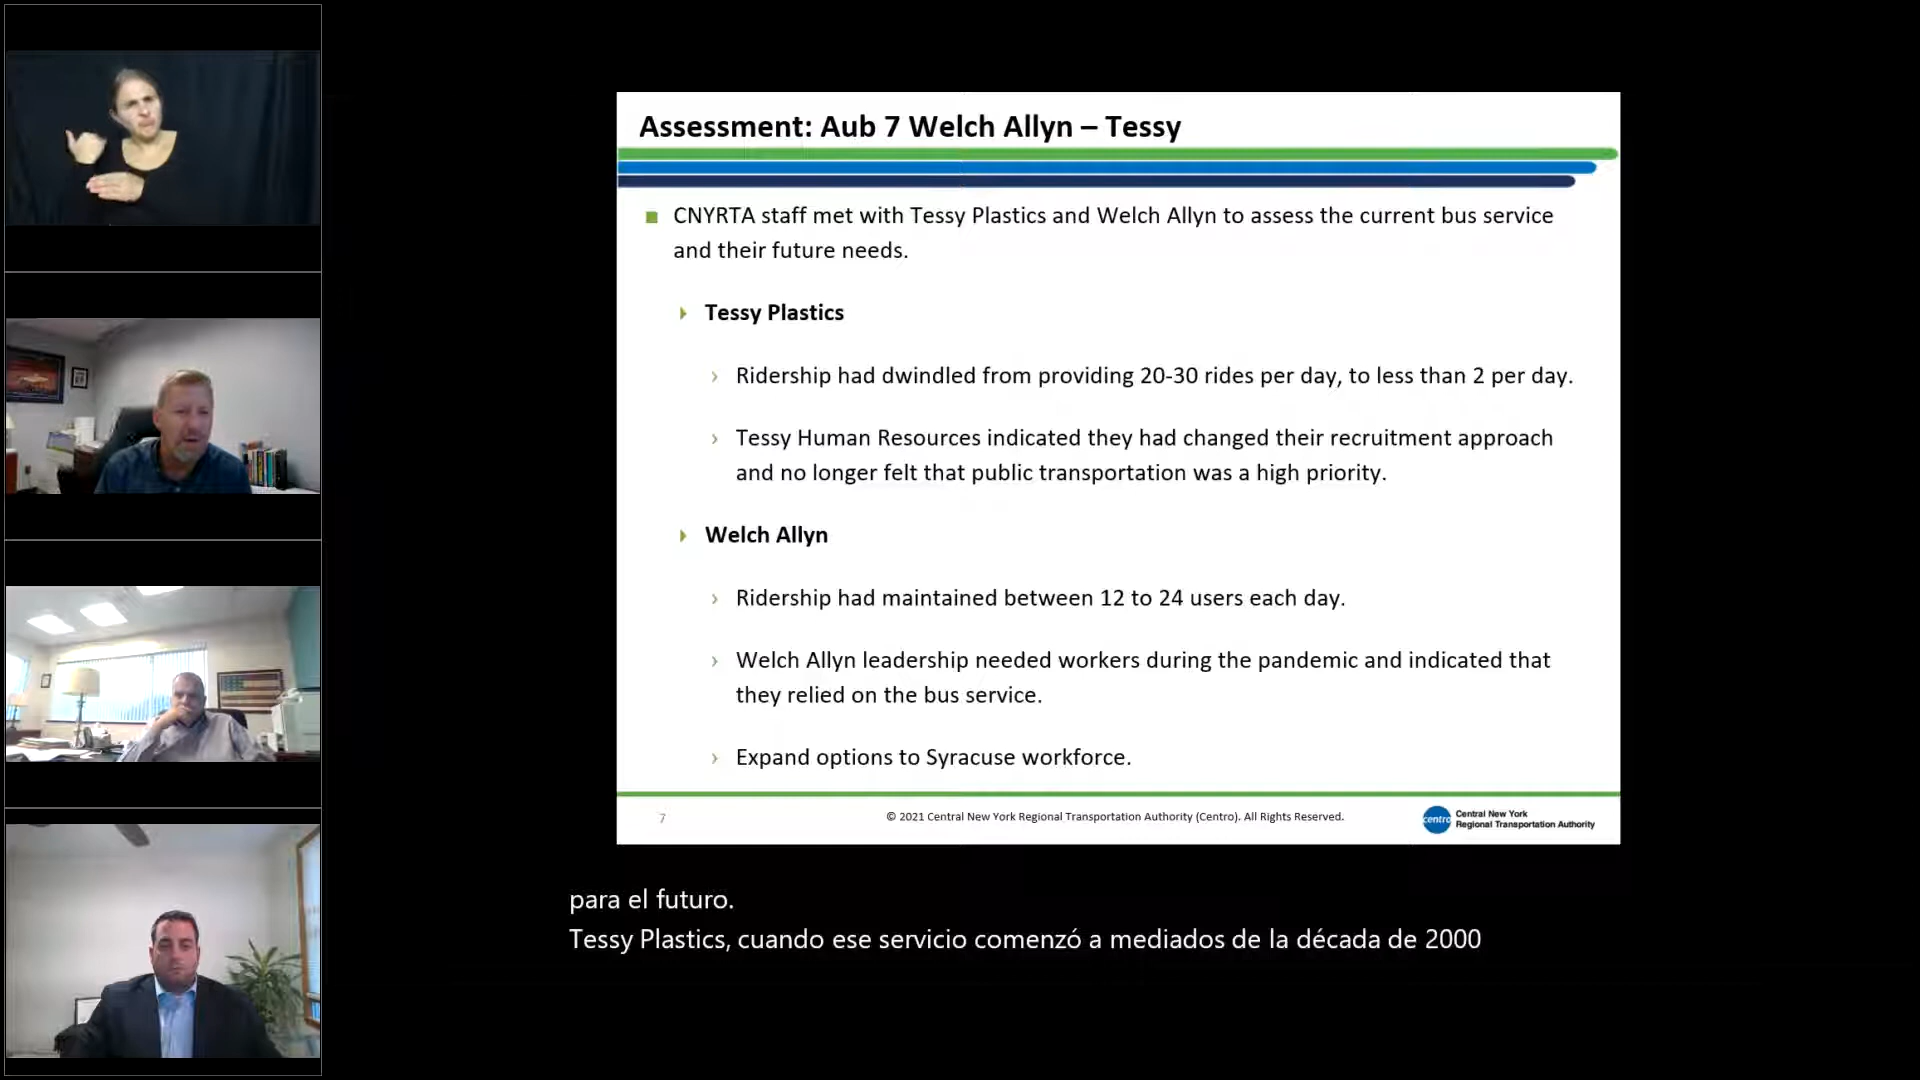 Assessment: Aub 7 Welch Allyn – Tessy
CNYRTA staff met with Tessy Plastics and Welch Allyn to assess the current bus service
and their future needs.
Tessy Plastics
Ridership had dwindled from providing 20-30 rides per day, to less than 2 per day.
Tessy Human Resources indicated they had changed their recruitment approach
and no longer felt that public transportation was a high priority.
Welch Allyn
Ridership had maintained between 12 to 24 users each day.
Welch Allyn leadership needed workers during the pandemic and indicated that
they relied on the bus service.
Expand options to Syracuse workforce.
7
© 2021 Central New York Regional Transportation Authority (Centro). All Rights Reserved.
centro
Central New York
Regional Transportation Authority
para el futuro.
Tessy Plastics, cuando ese servicio comenzó a mediados de la década de 2000